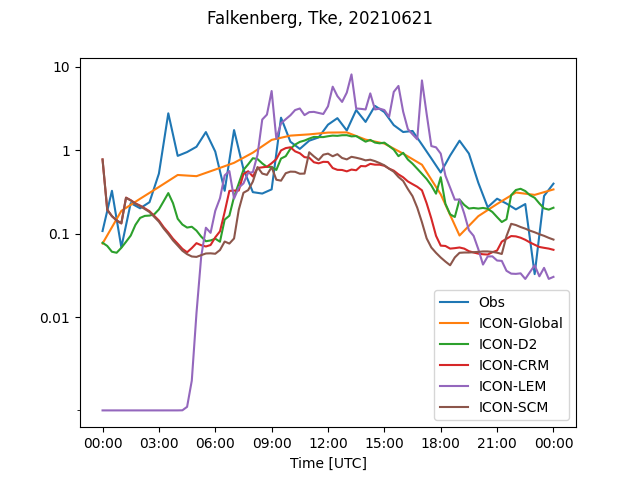 Falkenberg, Tke, 20210621
10
1
0.1
0.01
Obs
ICON-Global
ICON-D2
ICON-CRM
ICON-LEM
ICON-SCM
00:00 03:00 06:00 09:00 12:00 15:00 18:00 21:00 00:00
Time [UTC]